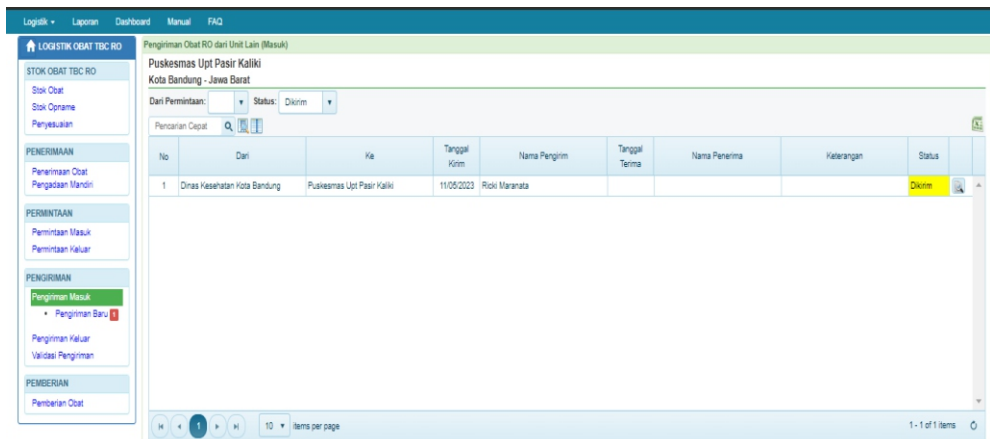 Logistik Laporan Dashboard Manual FAQ
LOGISTIK OBAT TBC RO
STOK OBAT TBC RO
Stok Obat
Stok Opname
Penyesuaian
PENERIMAAN
Penerimaan Obat
Pengadaan Mandiri
PERMINTAAN
Permintaan Masuk
Permintaan Keluar
PENGIRIMAN
Pengiriman Masuk
• Pengiriman Baru 1
Pengiriman Keluar
Validasi Pengiriman
PEMBERIAN
Pemberian Obat
Pengiriman Obat RO dari Unit Lain (Masuk)
Puskesmas Upt Pasir Kaliki
Kota Bandung - Jawa Barat
Dari Permintaan: Status: Dikirim
Pencarian Cepat
No Dari Ke Tanggal Kirim Nama Pengirim Tanggal Terima Nama Penerima Keterangan Status
1 Dinas Kesehatan Kota Bandung Puskesmas Upt Pasir Kaliki 11/05/2023 Ricki Maranata Dikirim
1 10 items per page 1 - 1 of 1 items